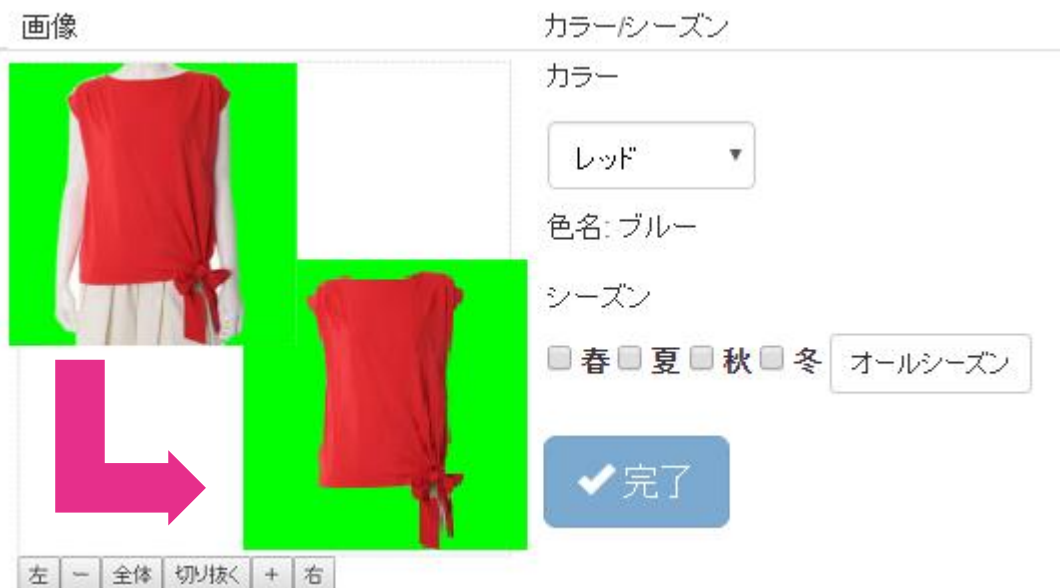 画像
カラー/シーズン
カラー
レッド
色名: ブルー
シーズン
春 夏 秋 冬 オールシーズン
完了
左 － 全体 切り抜く ＋ 右